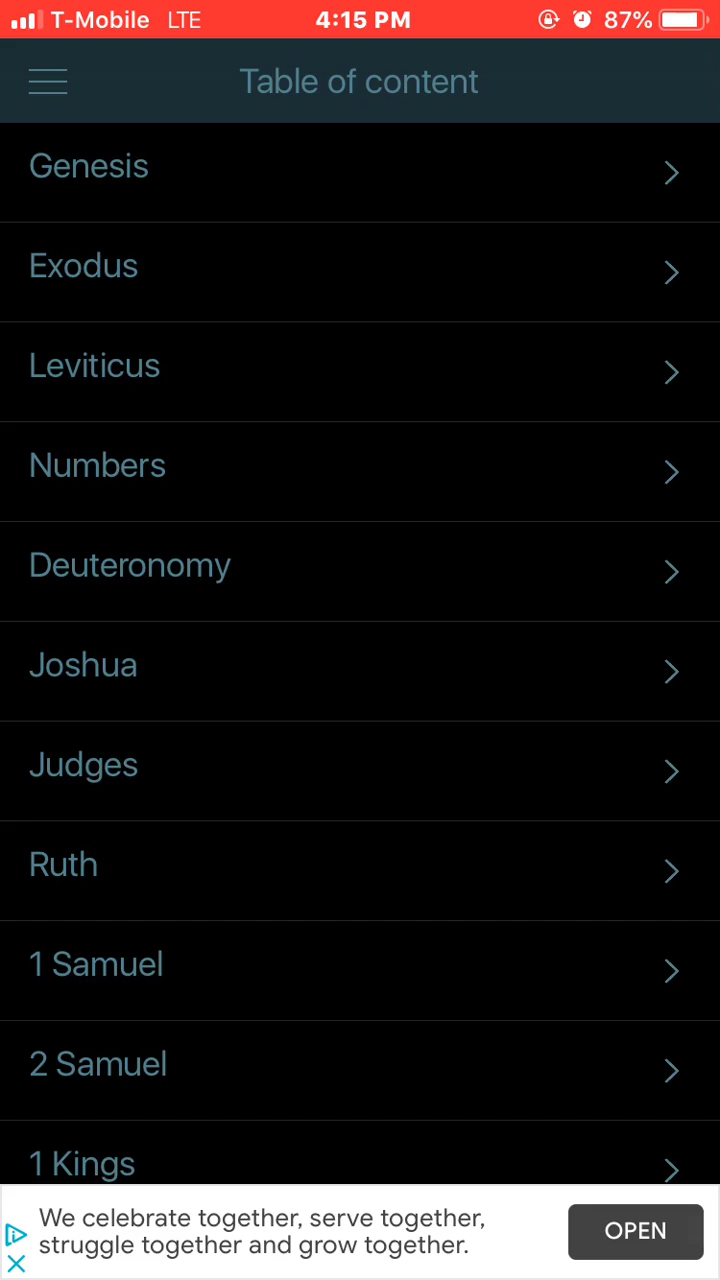 T-Mobile LTE 4:15 PM 87%
Table of content
Genesis
Exodus
Leviticus
Numbers
Deuteronomy
Joshua
Judges
Ruth
1 Samuel
2 Samuel
1 Kings
We celebrate together, serve together,
struggle together and grow together.
OPEN